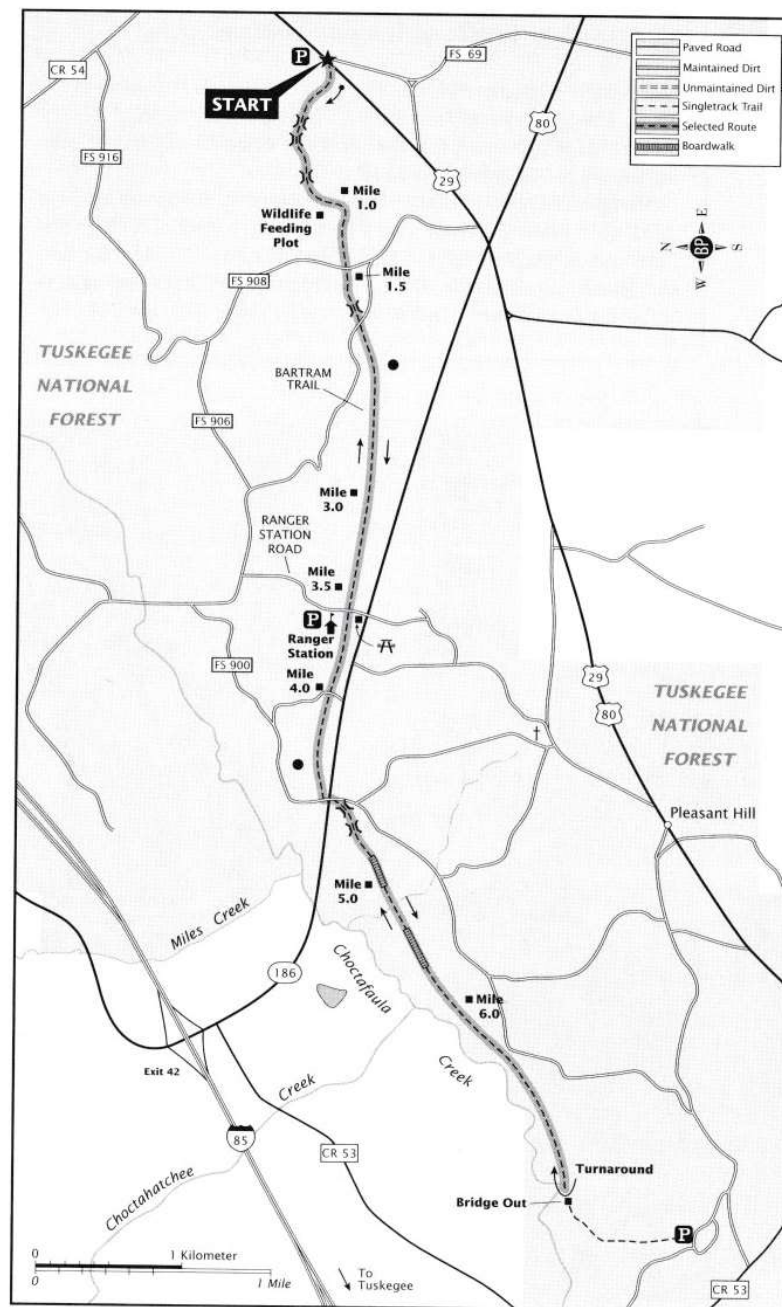 P
CR 54
FS 69
START
Paved Road
Maintained Dirt
Unmaintained Dirt
Singletrack Trail
Selected Route
Boardwalk
80
FS 916
29
Mile
1.0
Wildlife
Feeding
Plot
N
E
S
W
BP
FS 908
Mile
1.5
TUSKEGEE
NATIONAL
FOREST
BARTRAM
TRAIL
FS 906
Mile
3.0
RANGER
STATION
ROAD
Mile
3.5
P
Ranger
Station
FS 900
Mile
4.0
29
80
TUSKEGEE
NATIONAL
FOREST
Pleasant Hill
Mile
5.0
Miles Creek
186
Choctafaula
Creek
Mile
6.0
Exit 42
85
CR 53
Choctahatchee
Creek
Turnaround
Bridge Out
P
0
1 Kilometer
0
1 Mile
To
Tuskegee
CR 53